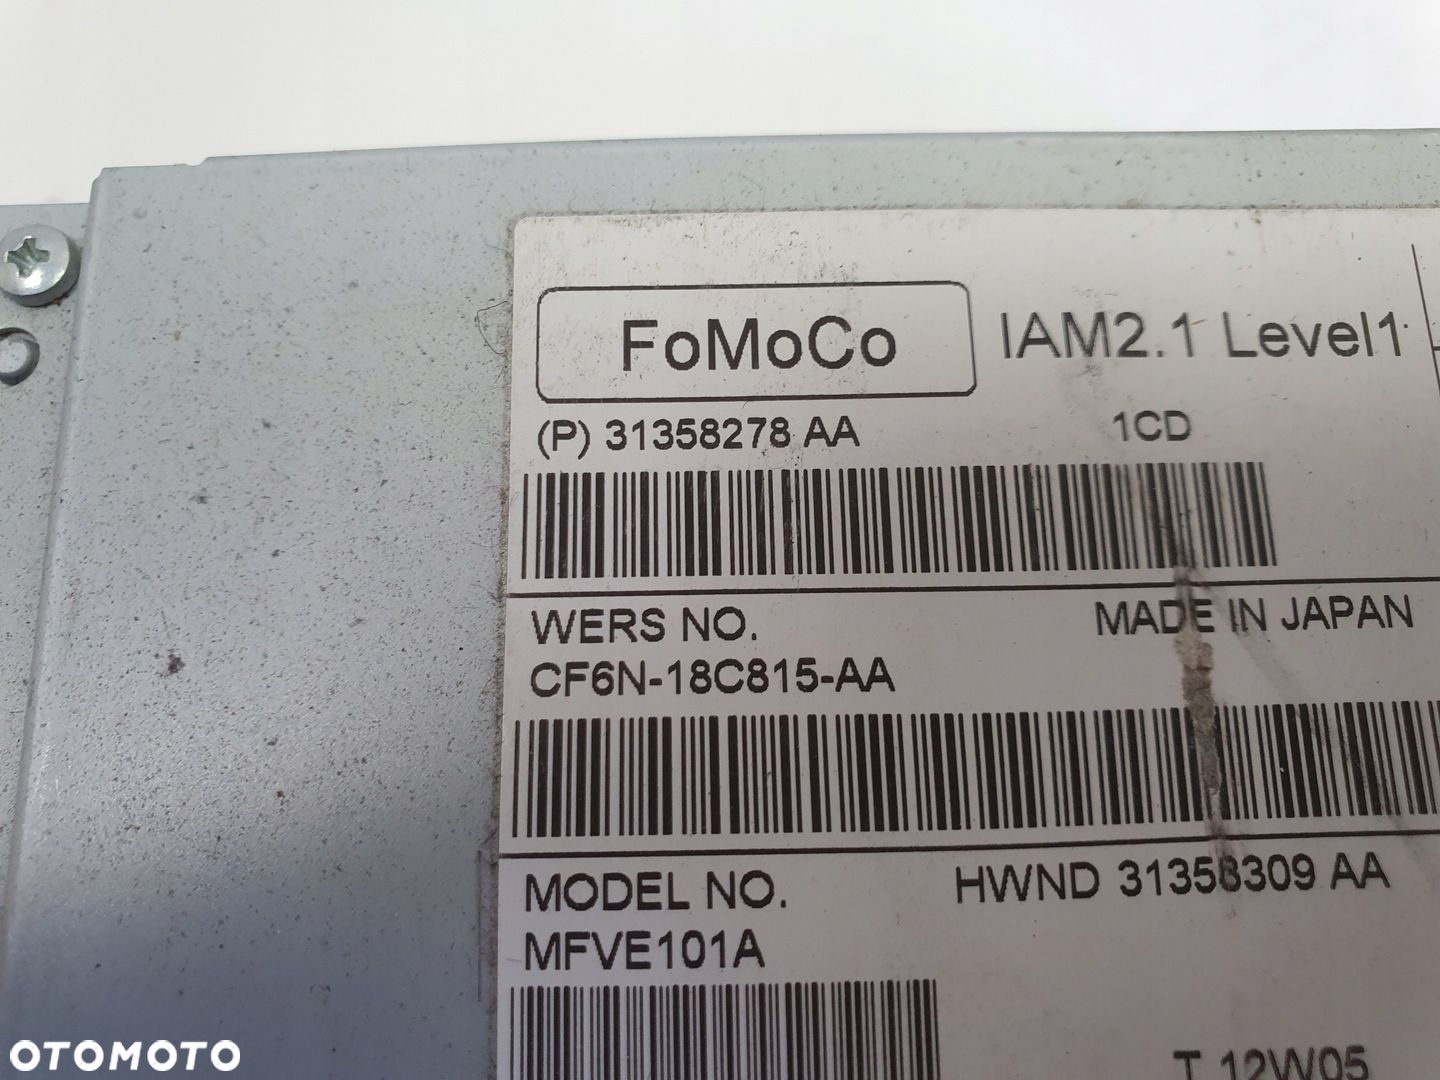 FoMoCo IAM2.1 Level1
(P) 31358278 AA 1CD
WERS NO. MADE IN JAPAN
CF6N-18C815-AA
MODEL NO. HWND 31358309 AA
MFVE101A
T 12W05
OTOMOTO